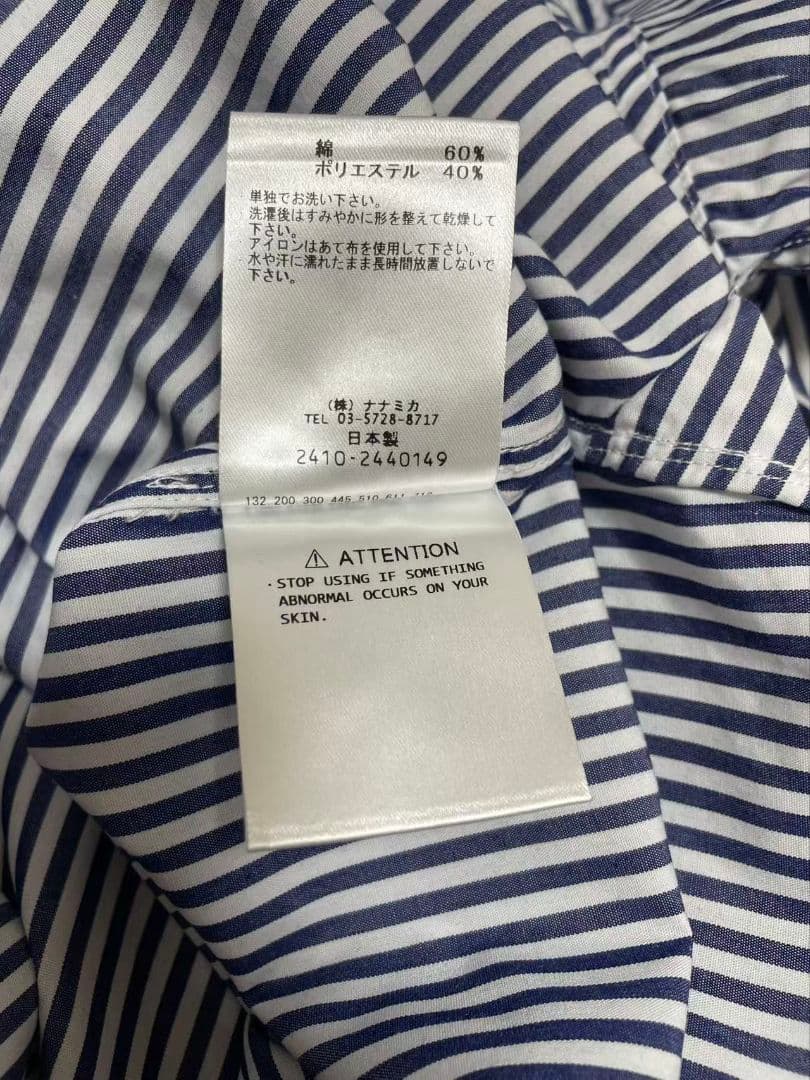 綿 60%
ポリエステル 40%
・単独でお洗い下さい。
・洗濯後はすみやかに形を整えて乾燥して
下さい。
・アイロンはあて布を使用して下さい。
・水や汗に濡れたまま長時間放置しないで
下さい。
(株) ナナミカ
TEL 03-5728-8717
日本製
2410-2440149
132 200 300 445 510
⚠ ATTENTION
・STOP USING IF SOMETHING
ABNORMAL OCCURS ON YOUR
SKIN.